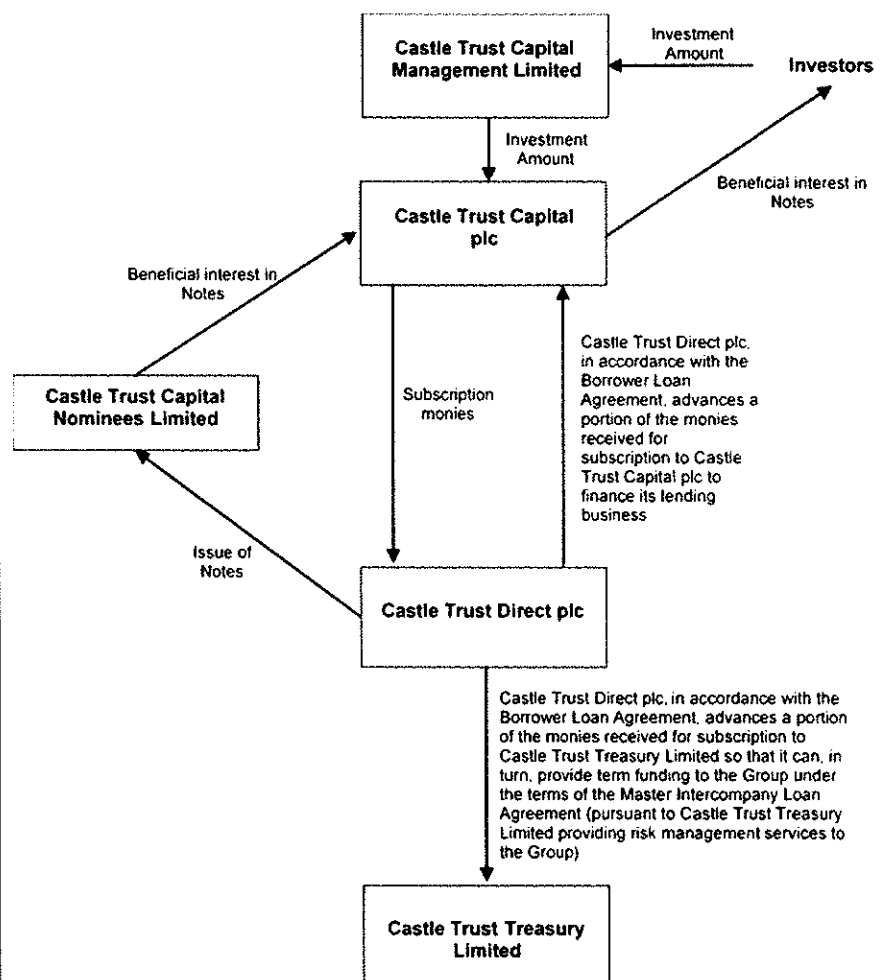 Castle Trust Capital
Management Limited
Investment
Amount
Investors
Investment
Amount
Beneficial interest in
Notes
Castle Trust Capital
plc
Beneficial interest in
Notes
Castle Trust Capital
Nominees Limited
Subscription
monies
Castle Trust Direct plc,
in accordance with the
Borrower Loan
Agreement, advances a
portion of the monies
received for
subscription to Castle
Trust Capital plc to
finance its lending
business
Issue of
Notes
Castle Trust Direct plc
Castle Trust Direct plc, in accordance with the
Borrower Loan Agreement, advances a portion
of the monies received for subscription to
Castle Trust Treasury Limited so that it can, in
turn, provide term funding to the Group under
the terms of the Master Intercompany Loan
Agreement (pursuant to Castle Trust Treasury
Limited providing risk management services to
the Group)
Castle Trust Treasury
Limited